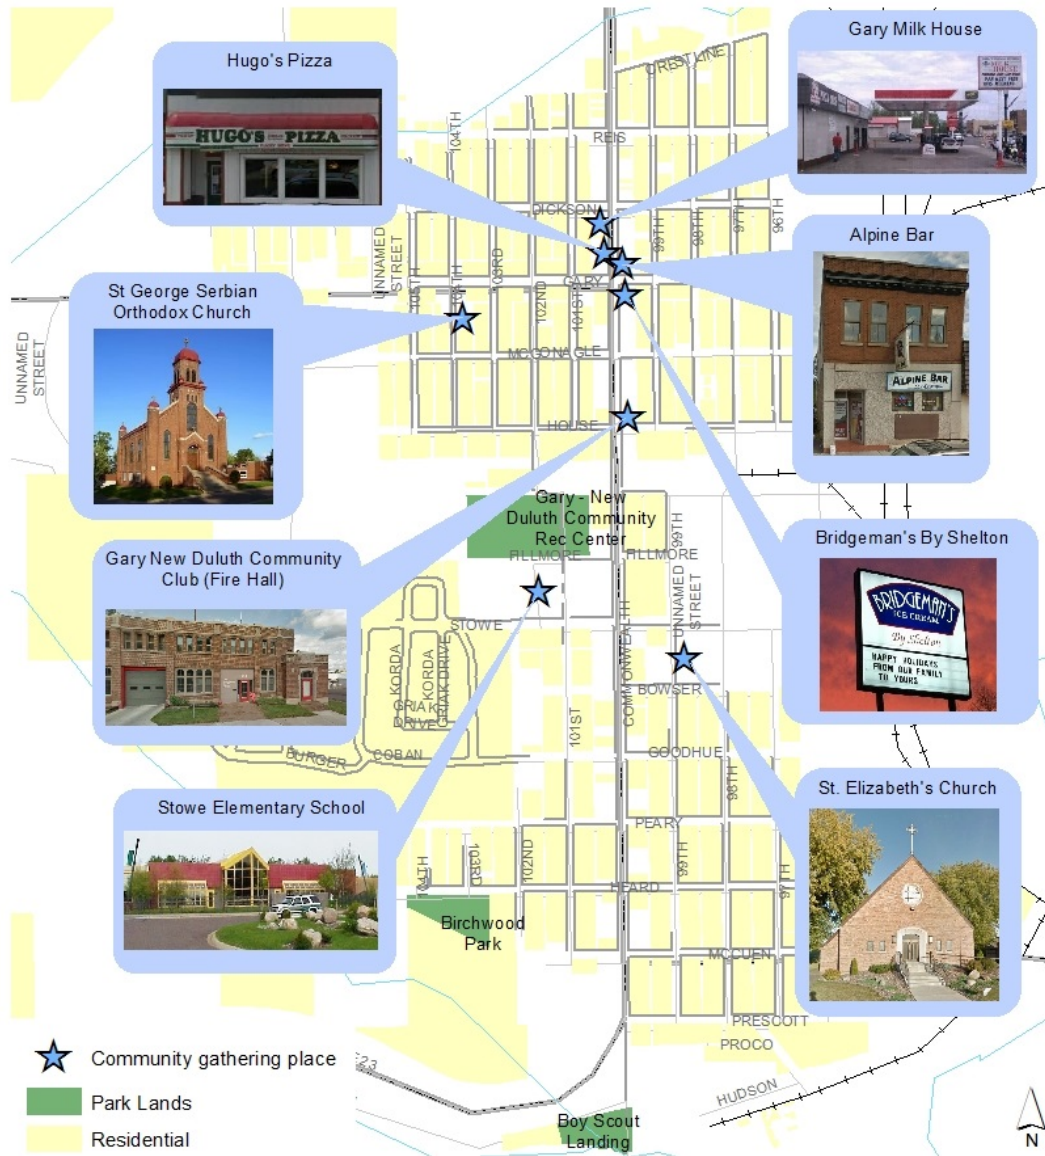 Gary Milk House
CREST LINE
Hugo's Pizza
HUGO'S PIZZA
104TH
REIS
DICKSON
99TH
98TH
97TH
96TH
Alpine Bar
ALPINE BAR
UNNAMED
STREET
105TH
104TH
103RD
GARY
102ND
101ST
St George Serbian
Orthodox Church
UNNAMED
STREET
MCGONAGLE
HOUSE
Gary - New
Duluth Community
Rec Center
FILLMORE
FILLMORE
99TH
UNNAMED
STREET
Bridgeman's By Shelton
BRIDGEMAN'S
ICE CREAM
By Shelton
HAPPY HOLIDAYS
FROM OUR FAMILY
TO YOURS
Gary New Duluth Community
Club (Fire Hall)
STOWE
KORDA
KORDA
GRIAK DRIVE
GRIAK
DRIVE
COMMONWEALTH
BOWSER
101ST
BURGER
COBAN
GOODHUE
98TH
St. Elizabeth's Church
Stowe Elementary School
PEARY
104TH
103RD
102ND
99TH
97TH
HEARD
Birchwood
Park
MCCUEN
PRESCOTT
PROCO
HUDSON
E23
Boy Scout
Landing
Community gathering place
Park Lands
Residential
N